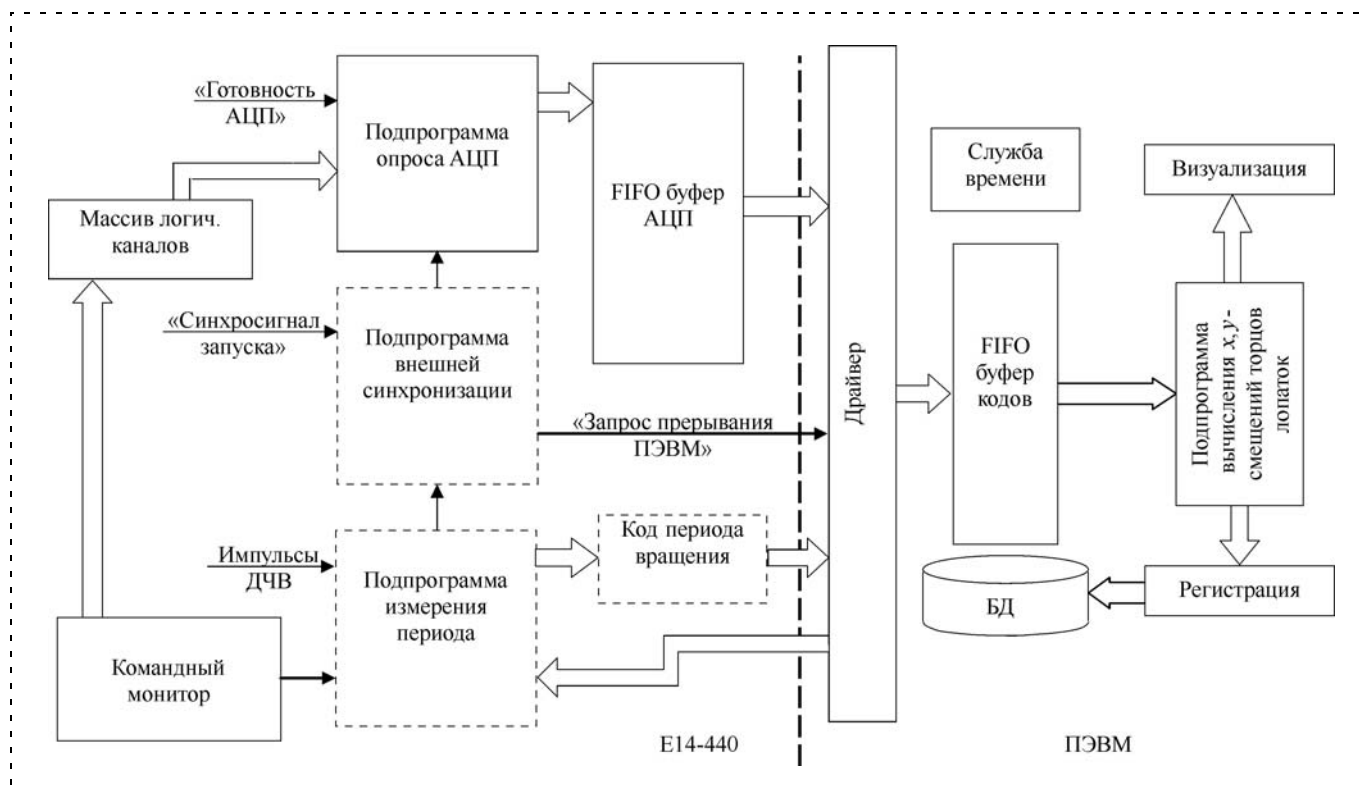 «Готовность
АЦП»
Подпрограмма
опроса АЦП
FIFO буфер
АЦП
Служба
времени
Визуализация
Массив логич.
каналов
«Синхросигнал
запуска»
Подпрограмма
внешней
синхронизации
Драйвер
FIFO
буфер
кодов
Подпрограмма
вычисления x,y-
смещений торцов
лопаток
«Запрос прерывания
ПЭВМ»
Импульсы
ДЧВ
Подпрограмма
измерения
периода
Код периода
вращения
БД
Регистрация
Командный
монитор
E14-440
ПЭВМ